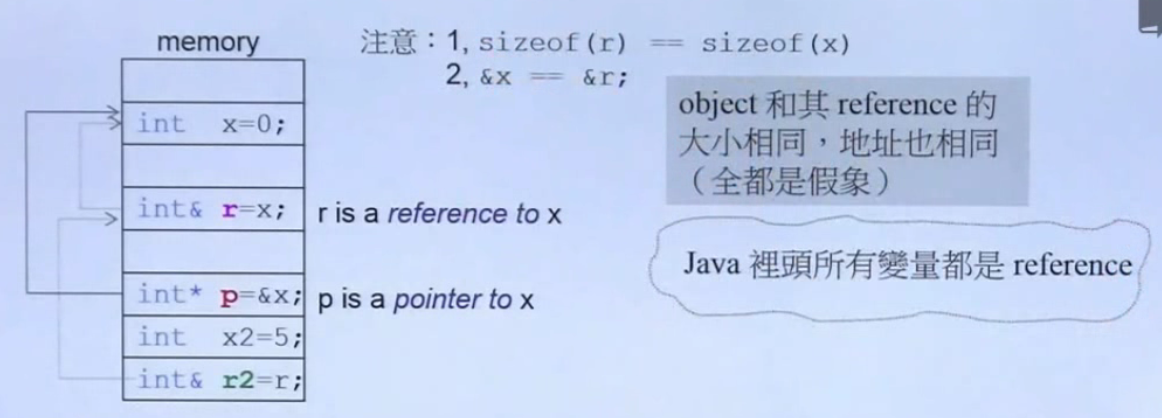 memory
注意：1, sizeof(r) == sizeof(x)
2, &x == &r;
object 和其 reference 的
大小相同，地址也相同
（全都是假象）
int x=0;
int& r=x;
r is a reference to x
Java 裡頭所有變量都是 reference
int* p=&x;
p is a pointer to x
int x2=5;
int& r2=r;